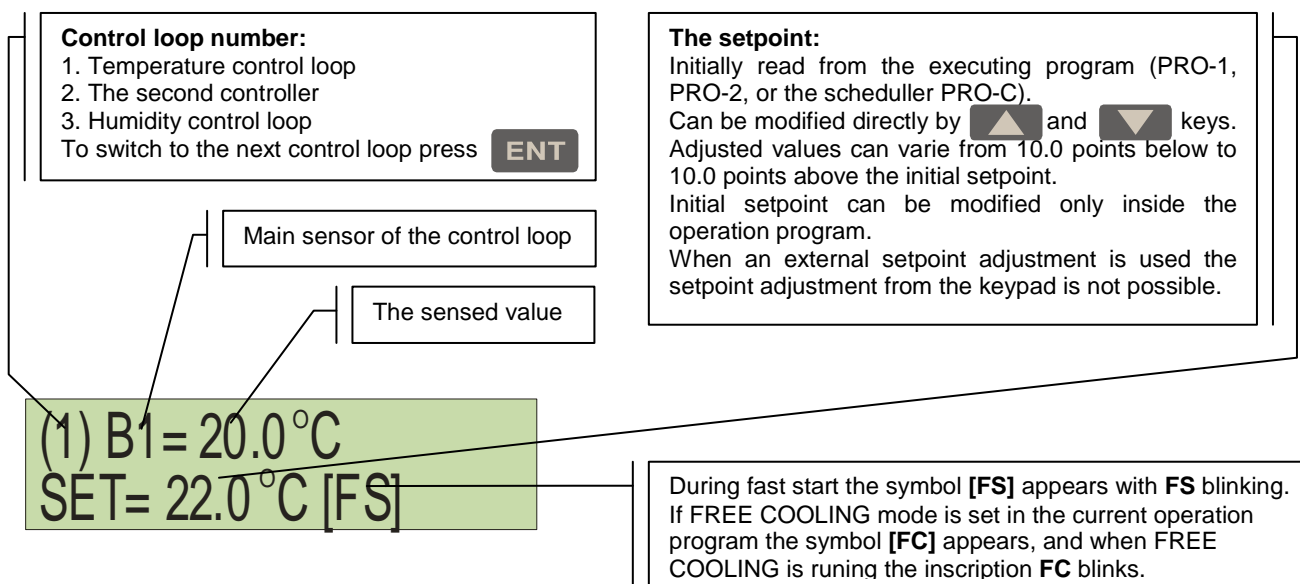 Control loop number:
1. Temperature control loop
2. The second controller
3. Humidity control loop
To switch to the next control loop press ENT
Main sensor of the control loop
The sensed value
The setpoint:
Initially read from the executing program (PRO-1,
PRO-2, or the scheduller PRO-C).
Can be modified directly by ▲ and ▼ keys.
Adjusted values can varie from 10.0 points below to
10.0 points above the initial setpoint.
Initial setpoint can be modified only inside the
operation program.
When an external setpoint adjustment is used the
setpoint adjustment from the keypad is not possible.
(1) B1= 20.0°C
SET= 22.0°C [FS]
During fast start the symbol [FS] appears with FS blinking.
If FREE COOLING mode is set in the current operation
program the symbol [FC] appears, and when FREE
COOLING is runing the inscription FC blinks.